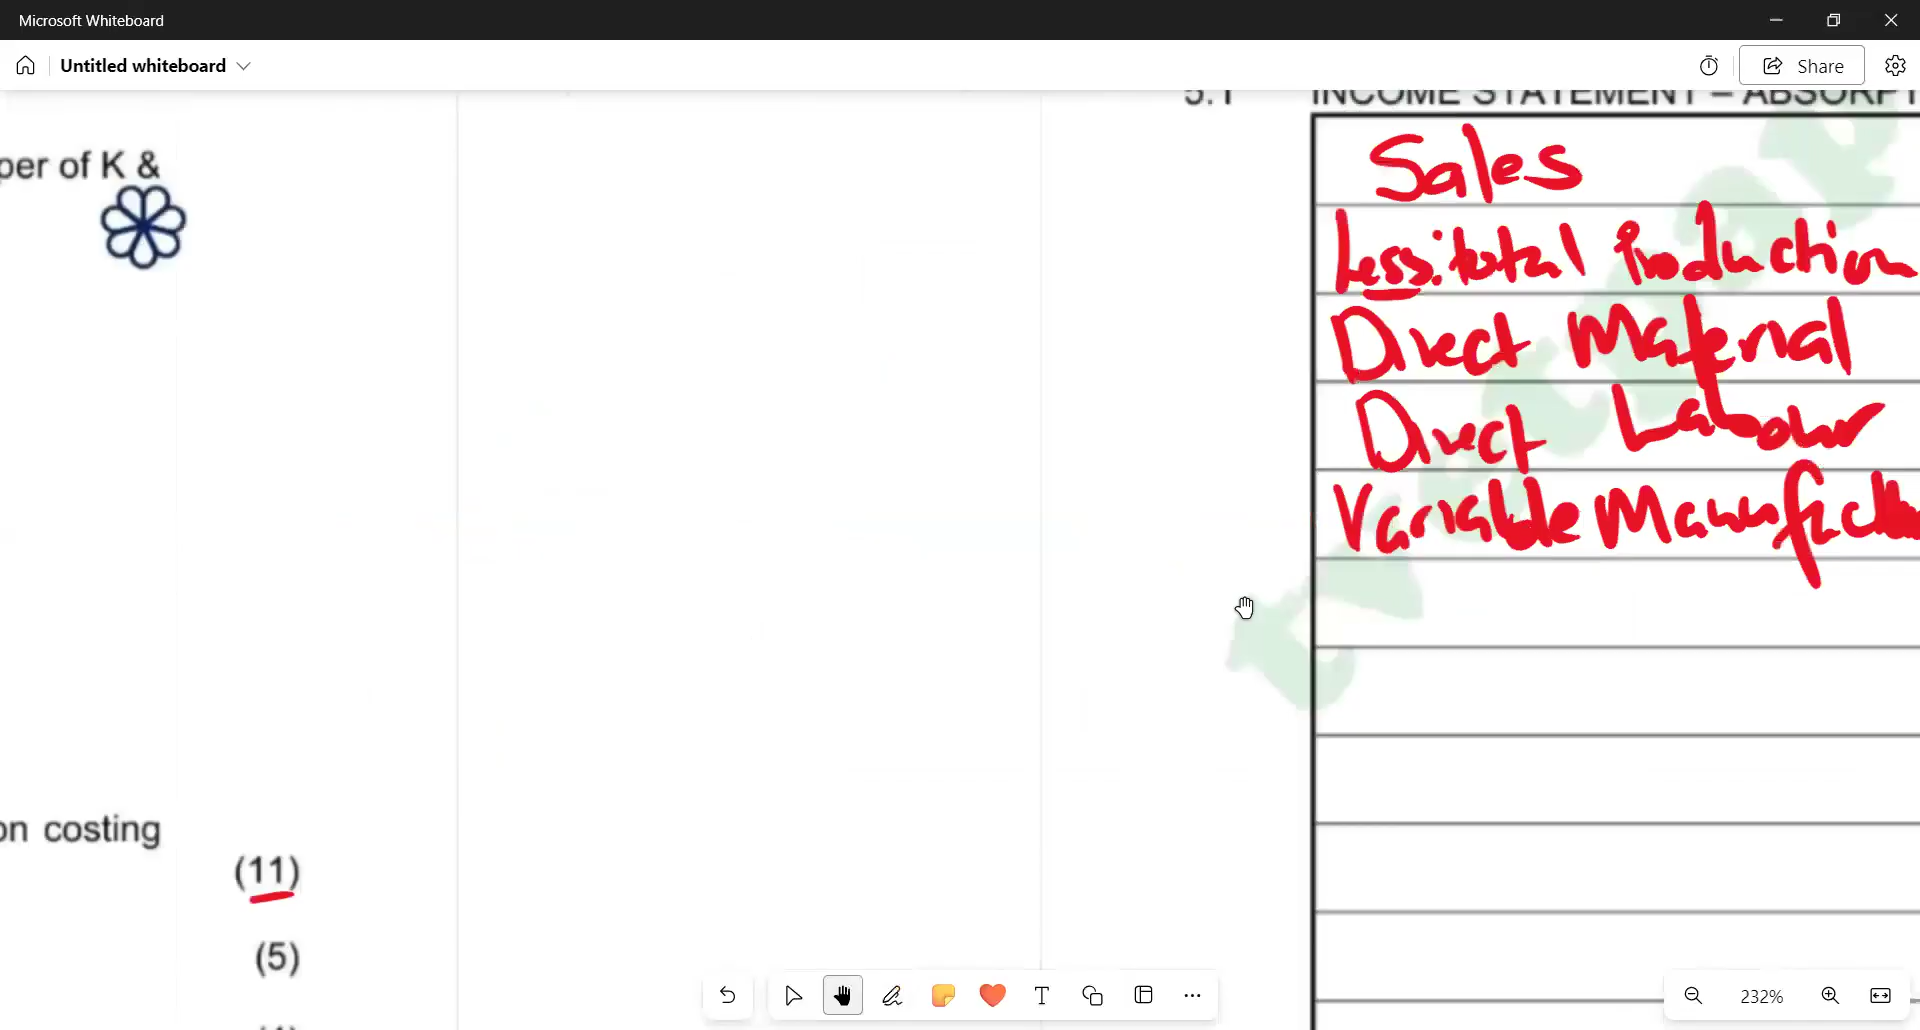 Microsoft Whiteboard
Untitled whiteboard
Share
5.1 INCOME STATEMENT – ABSORPT
per of K &
Sales
Less: total Production
Direct Material
Direct Labour
Variable Manufactu
on costing
(11)
(5)
232%